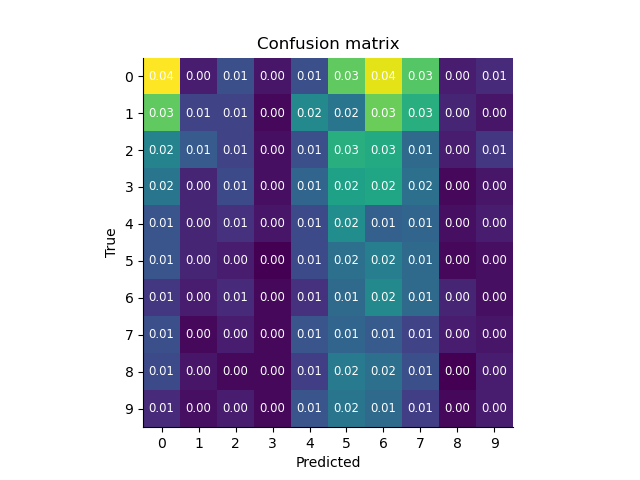 Confusion matrix
0 0.04 0.00 0.01 0.00 0.01 0.03 0.04 0.03 0.00 0.01
1 0.03 0.01 0.01 0.00 0.02 0.02 0.03 0.03 0.00 0.00
2 0.02 0.01 0.01 0.00 0.01 0.03 0.03 0.01 0.00 0.01
3 0.02 0.00 0.01 0.00 0.01 0.02 0.02 0.02 0.00 0.00
4 0.01 0.00 0.01 0.00 0.01 0.02 0.01 0.01 0.00 0.00
True
5 0.01 0.00 0.00 0.00 0.01 0.02 0.02 0.01 0.00 0.00
6 0.01 0.00 0.01 0.00 0.01 0.01 0.02 0.01 0.00 0.00
7 0.01 0.00 0.00 0.00 0.01 0.01 0.01 0.01 0.00 0.00
8 0.01 0.00 0.00 0.00 0.01 0.02 0.02 0.01 0.00 0.00
9 0.01 0.00 0.00 0.00 0.01 0.02 0.01 0.01 0.00 0.00
0 1 2 3 4 5 6 7 8 9
Predicted